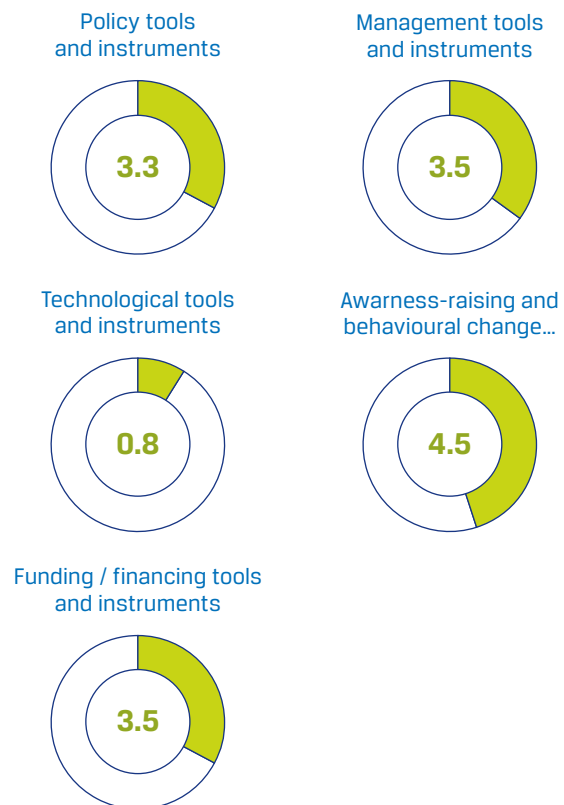 Policy tools
and instruments
3.3
Management tools
and instruments
3.5
Technological tools
and instruments
0.8
Awarness-raising and
behavioural change...
4.5
Funding / financing tools
and instruments
3.5